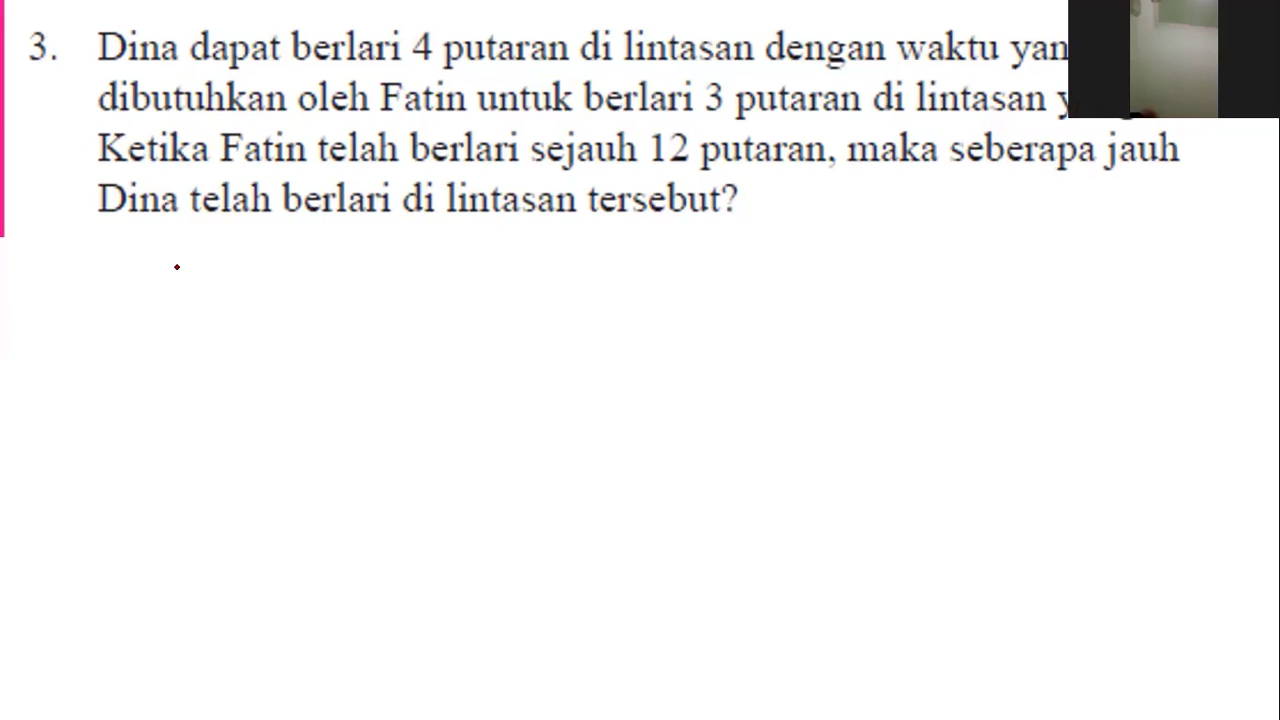 3. Dina dapat berlari 4 putaran di lintasan dengan waktu
dibutuhkan oleh Fatin untuk berlari 3 putaran di lintasan
Ketika Fatin telah berlari sejauh 12 putaran, maka seberapa jauh
Dina telah berlari di lintasan tersebut?